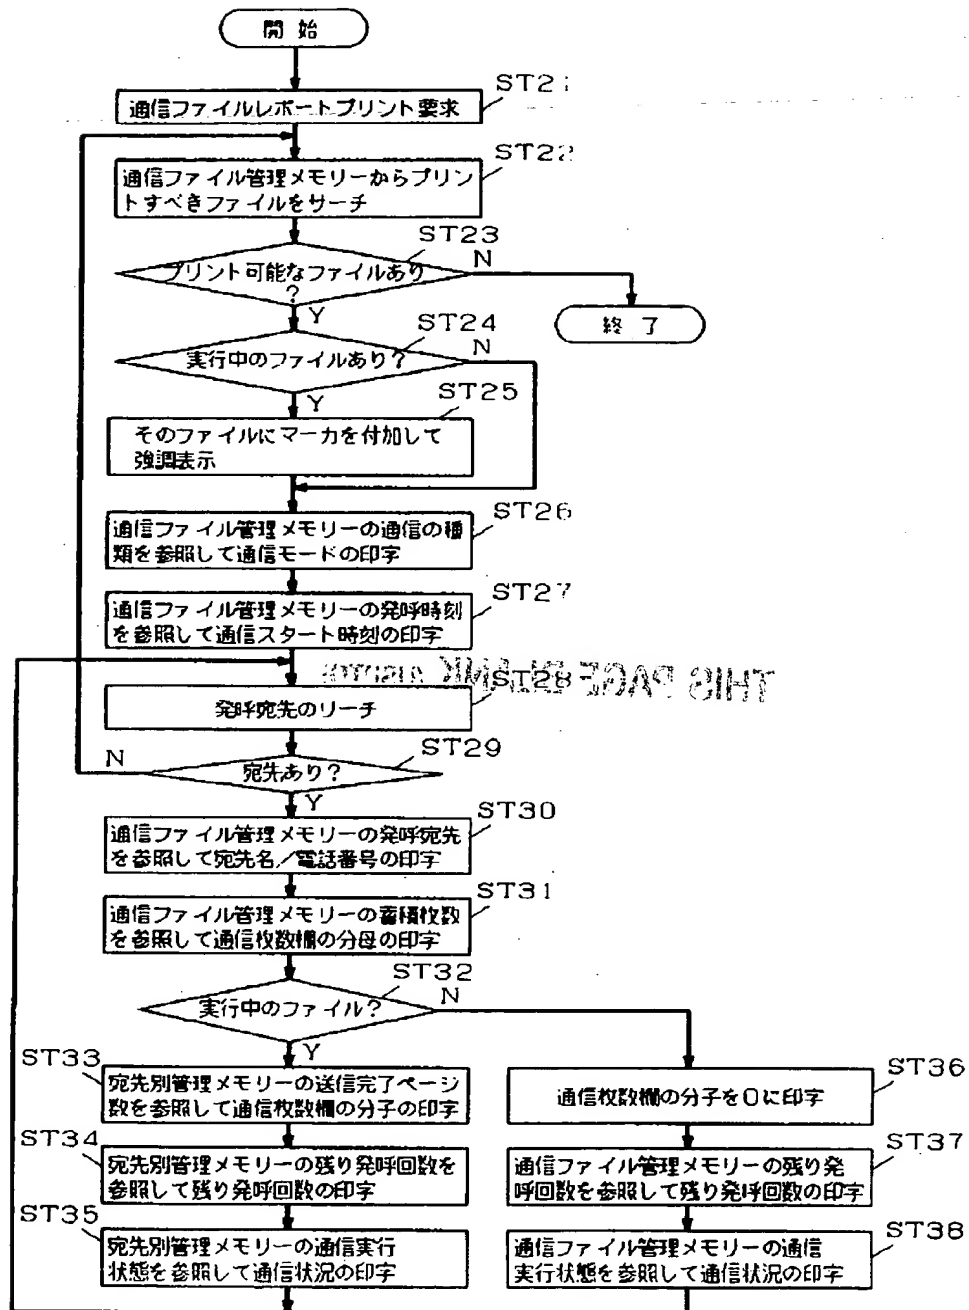 開始
ST21
通信ファイルレポートプリント要求
ST22
通信ファイル管理メモリーからプリン
トすべきファイルをサーチ
ST23
プリント可能なファイルあり
?
N
Y
終了
ST24
実行中のファイルあり?
N
Y
ST25
そのファイルにマーカを付加して
強調表示
ST26
通信ファイル管理メモリーの通信の種
類を参照して通信モードの印字
ST27
通信ファイル管理メモリーの発呼時刻
を参照して通信スタート時刻の印字
THIS PAGE BLANK
ST28
発呼宛先のリーチ
ST29
宛先あり?
N
Y
ST30
通信ファイル管理メモリーの発呼宛先
を参照して宛先名/電話番号の印字
ST31
通信ファイル管理メモリーの蓄積枚数
を参照して通信枚数欄の分母の印字
ST32
実行中のファイル?
N
Y
ST33
宛先別管理メモリーの送信完了ページ
数を参照して通信枚数欄の分子の印字
ST34
宛先別管理メモリーの残り発呼回数を
参照して残り発呼回数の印字
ST35
宛先別管理メモリーの通信実行
状態を参照して通信状況の印字
ST36
通信枚数欄の分子を0に印字
ST37
通信ファイル管理メモリーの残り発
呼回数を参照して残り発呼回数の印字
ST38
通信ファイル管理メモリーの通信
実行状態を参照して通信状況の印字